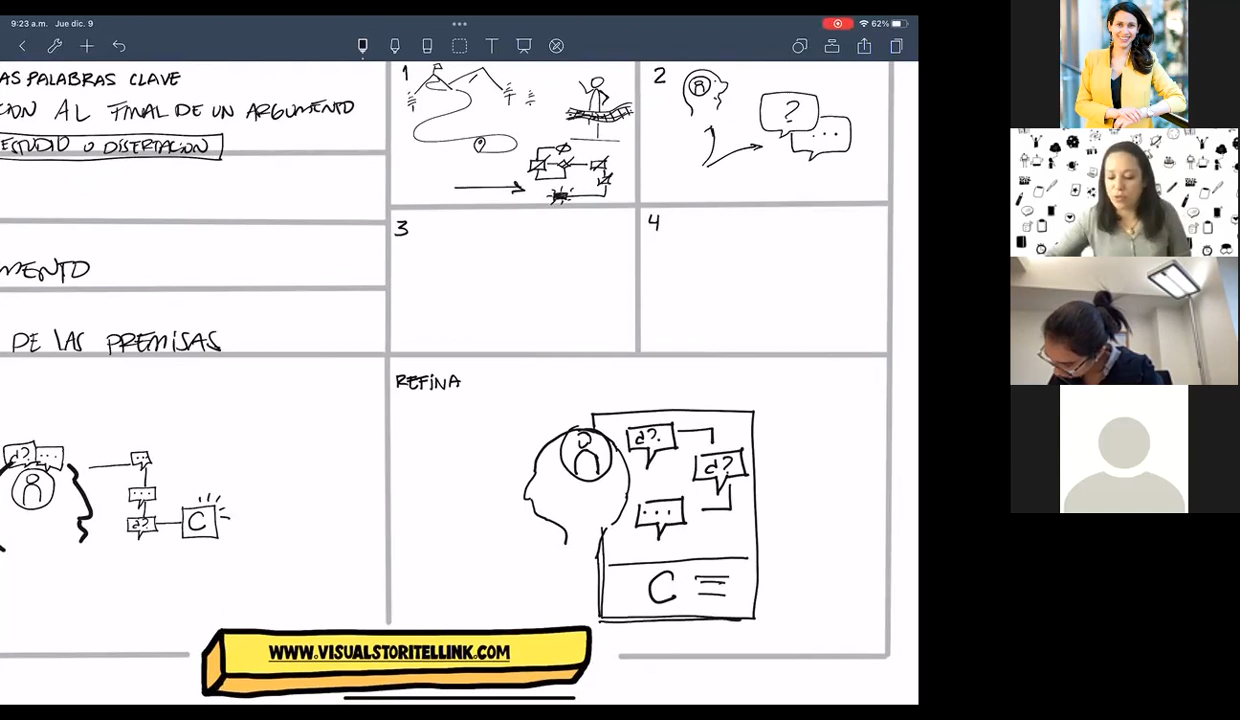 9:23 a.m. Jue dic. 9
62%
AS PALABRAS CLAVE
CION AL FINAL DE UN ARGUMENTO
ESTUDIO O DISERTACION
MENTO
DE LAS PREMISAS
1
2
?
...
3
4
REFINA
¿?
...
...
...
¿?
C
¿?.
¿?
...
C
WWW.VISUALSTORITELLINK.COM